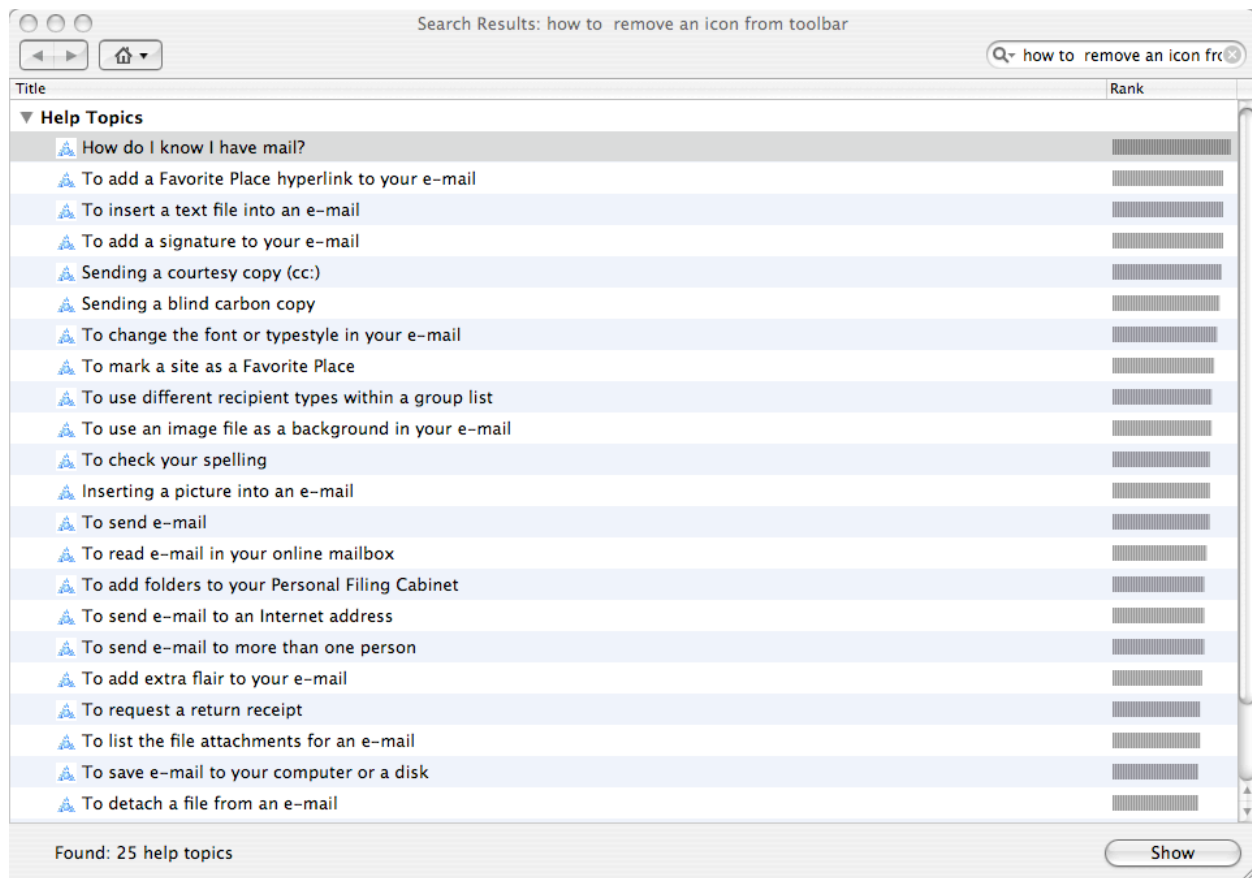 Search Results: how to  remove an icon from toolbar
how to  remove an icon fr
Title Rank
Help Topics
How do I know I have mail?
To add a Favorite Place hyperlink to your e-mail
To insert a text file into an e-mail
To add a signature to your e-mail
Sending a courtesy copy (cc:)
Sending a blind carbon copy
To change the font or typestyle in your e-mail
To mark a site as a Favorite Place
To use different recipient types within a group list
To use an image file as a background in your e-mail
To check your spelling
Inserting a picture into an e-mail
To send e-mail
To read e-mail in your online mailbox
To add folders to your Personal Filing Cabinet
To send e-mail to an Internet address
To send e-mail to more than one person
To add extra flair to your e-mail
To request a return receipt
To list the file attachments for an e-mail
To save e-mail to your computer or a disk
To detach a file from an e-mail
Found: 25 help topics Show